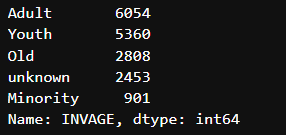 Adult 6054
Youth 5360
Old 2808
unknown 2453
Minority 901
Name: INVAGE, dtype: int64